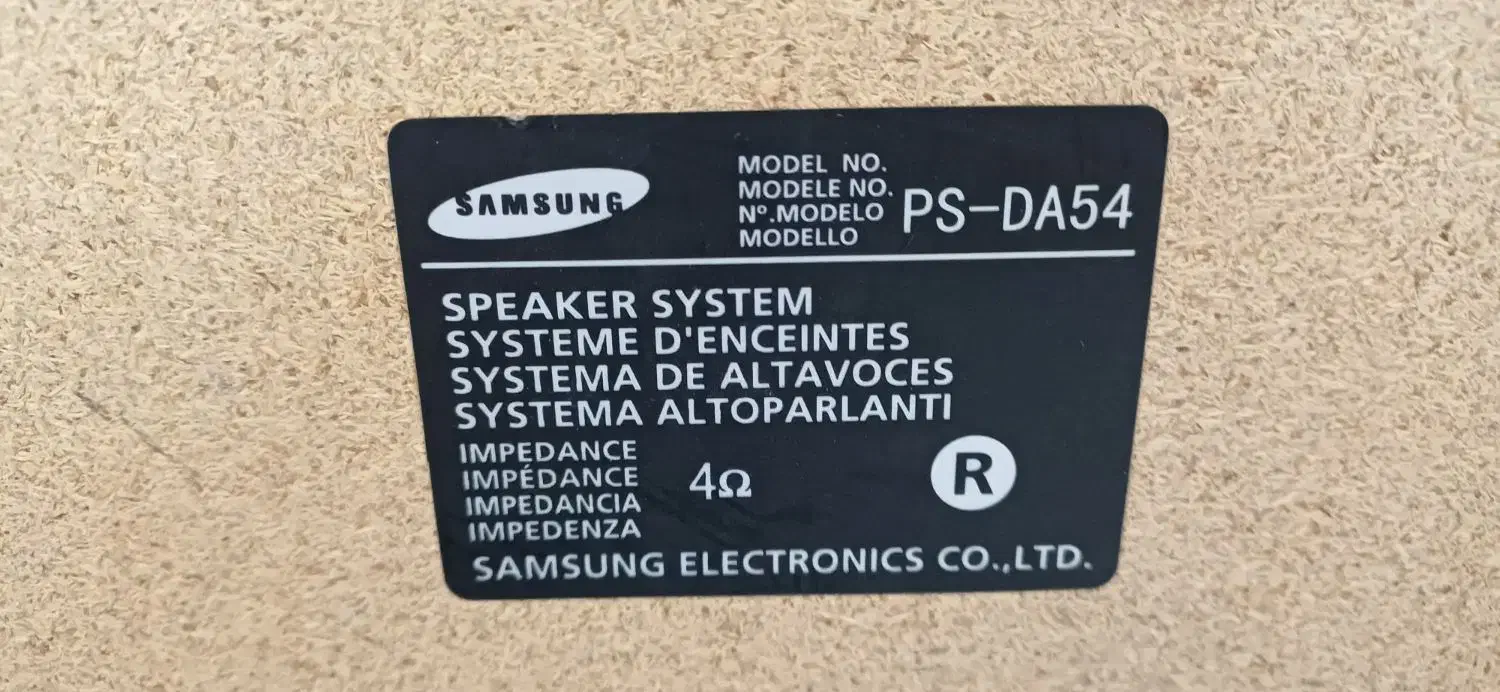 SAMSUNG
MODEL NO.
MODELE NO.
Nº.MODELO
MODELLO
PS-DA54
SPEAKER SYSTEM
SYSTEME D'ENCEINTES
SYSTEMA DE ALTAVOCES
SYSTEMA ALTOPARLANTI
IMPEDANCE
IMPÉDANCE
IMPEDANCIA
IMPEDENZA
4Ω
R
SAMSUNG ELECTRONICS CO.,LTD.